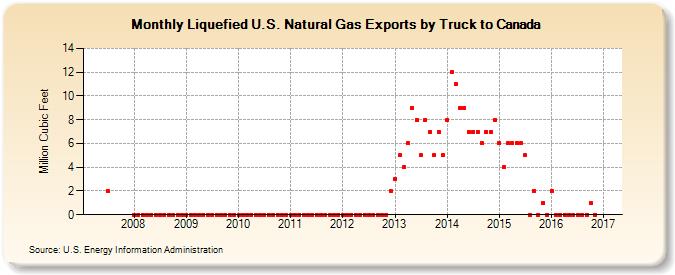 Monthly Liquefied U.S. Natural Gas Exports by Truck to Canada
Million Cubic Feet
14
12
10
8
6
4
2
0
2008 2009 2010 2011 2012 2013 2014 2015 2016 2017
Source: U.S. Energy Information Administration